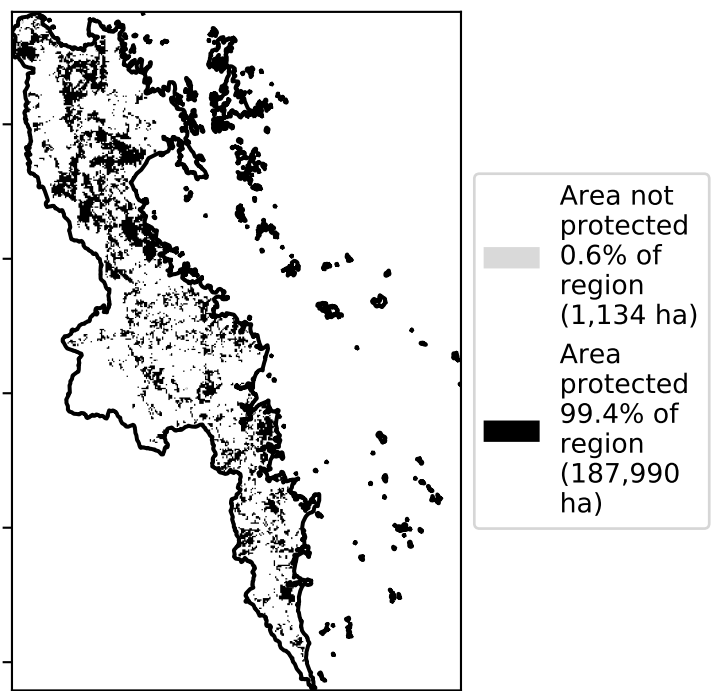 Area not
protected
0.6% of
region
(1,134 ha)
Area
protected
99.4% of
region
(187,990
ha)